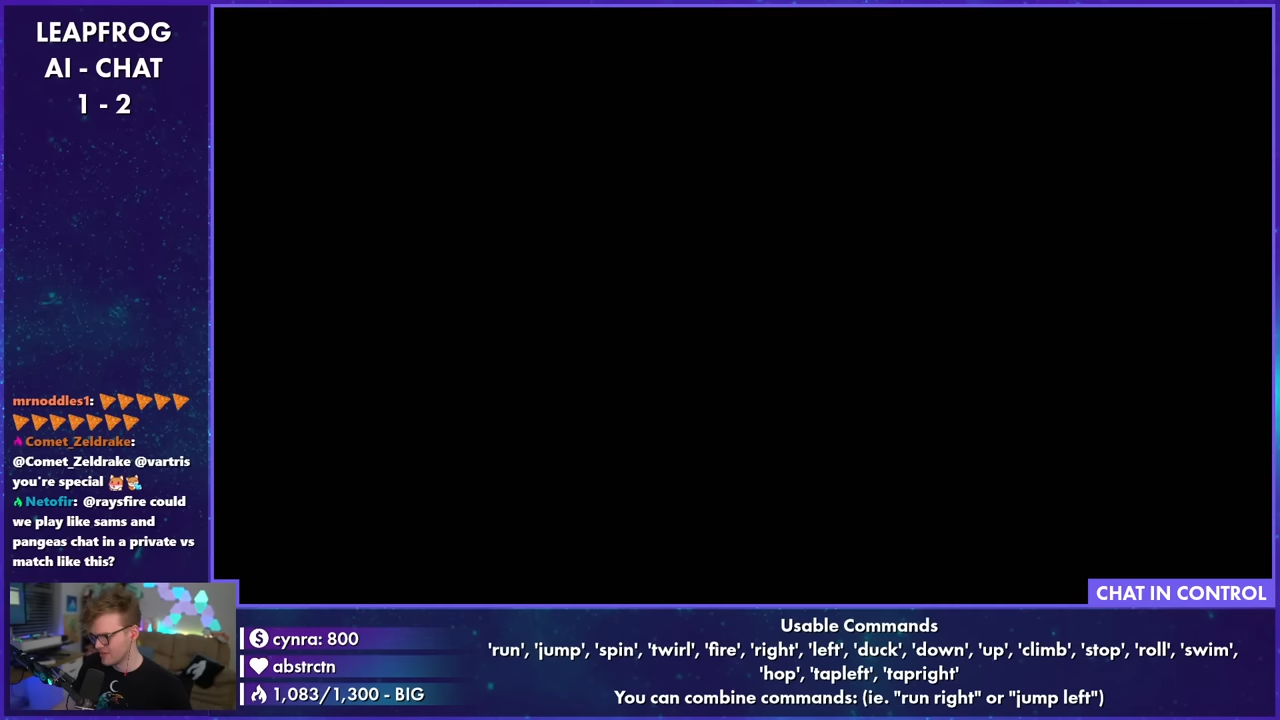 LEAPFROG
AI - CHAT
1 - 2
mrnoddles1:
Comet_Zeldrake:
@Comet_Zeldrake @vartris
you're special
Netofir: @raysfire could
we play like sams and
pangeas chat in a private vs
match like this?
CHAT IN CONTROL
cynra: 800
abstrctn
1,083/1,300 - BIG
Usable Commands
'run', 'jump', 'spin', 'twirl', 'fire', 'right', 'left', 'duck', 'down', 'up', 'climb', 'stop', 'roll', 'swim',
'hop', 'tapleft', 'tapright'
You can combine commands: (ie. "run right" or "jump left")